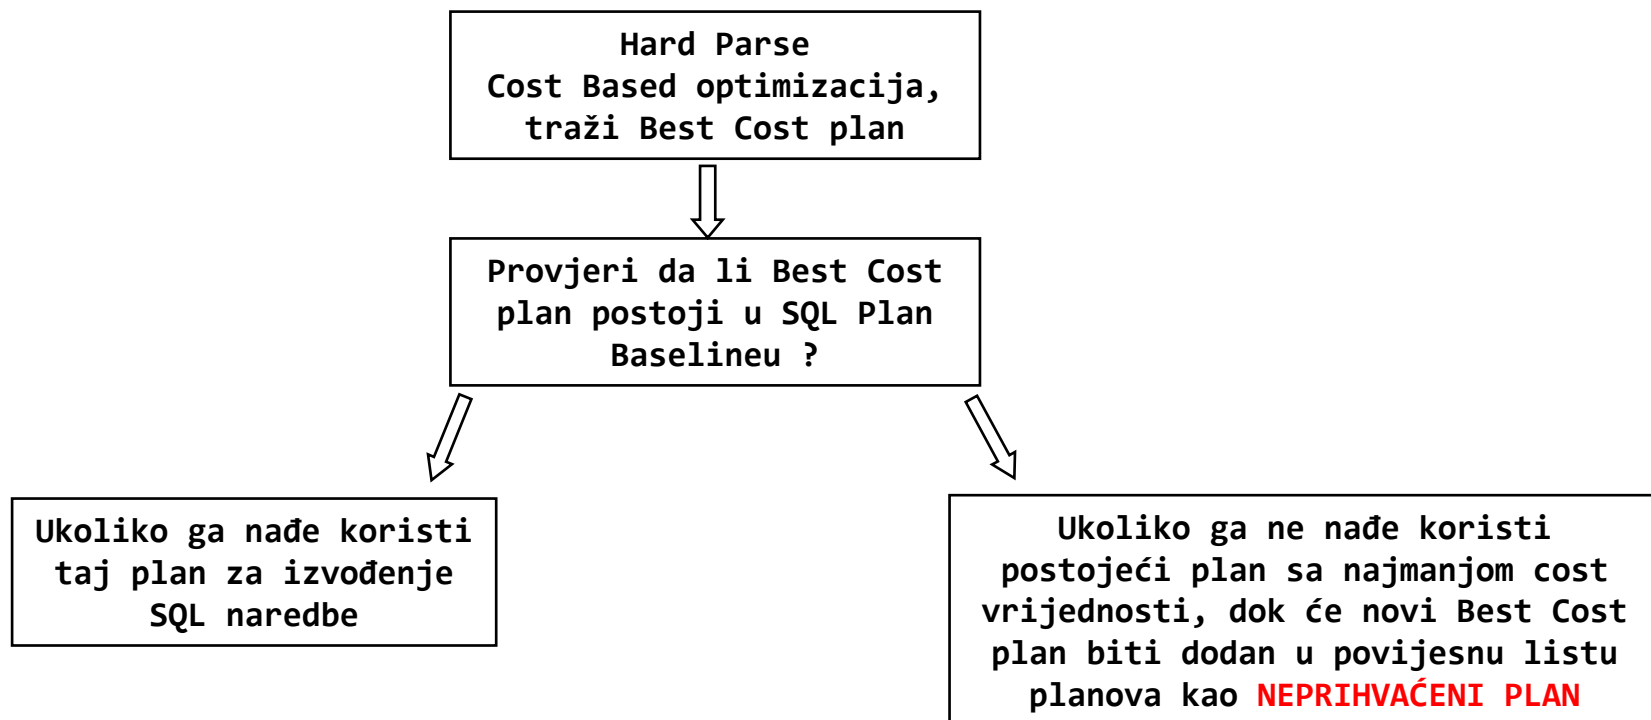 Hard Parse
Cost Based optimizacija,
traži Best Cost plan
Provjeri da li Best Cost
plan postoji u SQL Plan
Baselineu ?
Ukoliko ga nađe koristi
taj plan za izvođenje
SQL naredbe
Ukoliko ga ne nađe koristi
postojeći plan sa najmanjom cost
vrijednosti, dok će novi Best Cost
plan biti dodan u povijesnu listu
planova kao NEPRIHVAĆENI PLAN